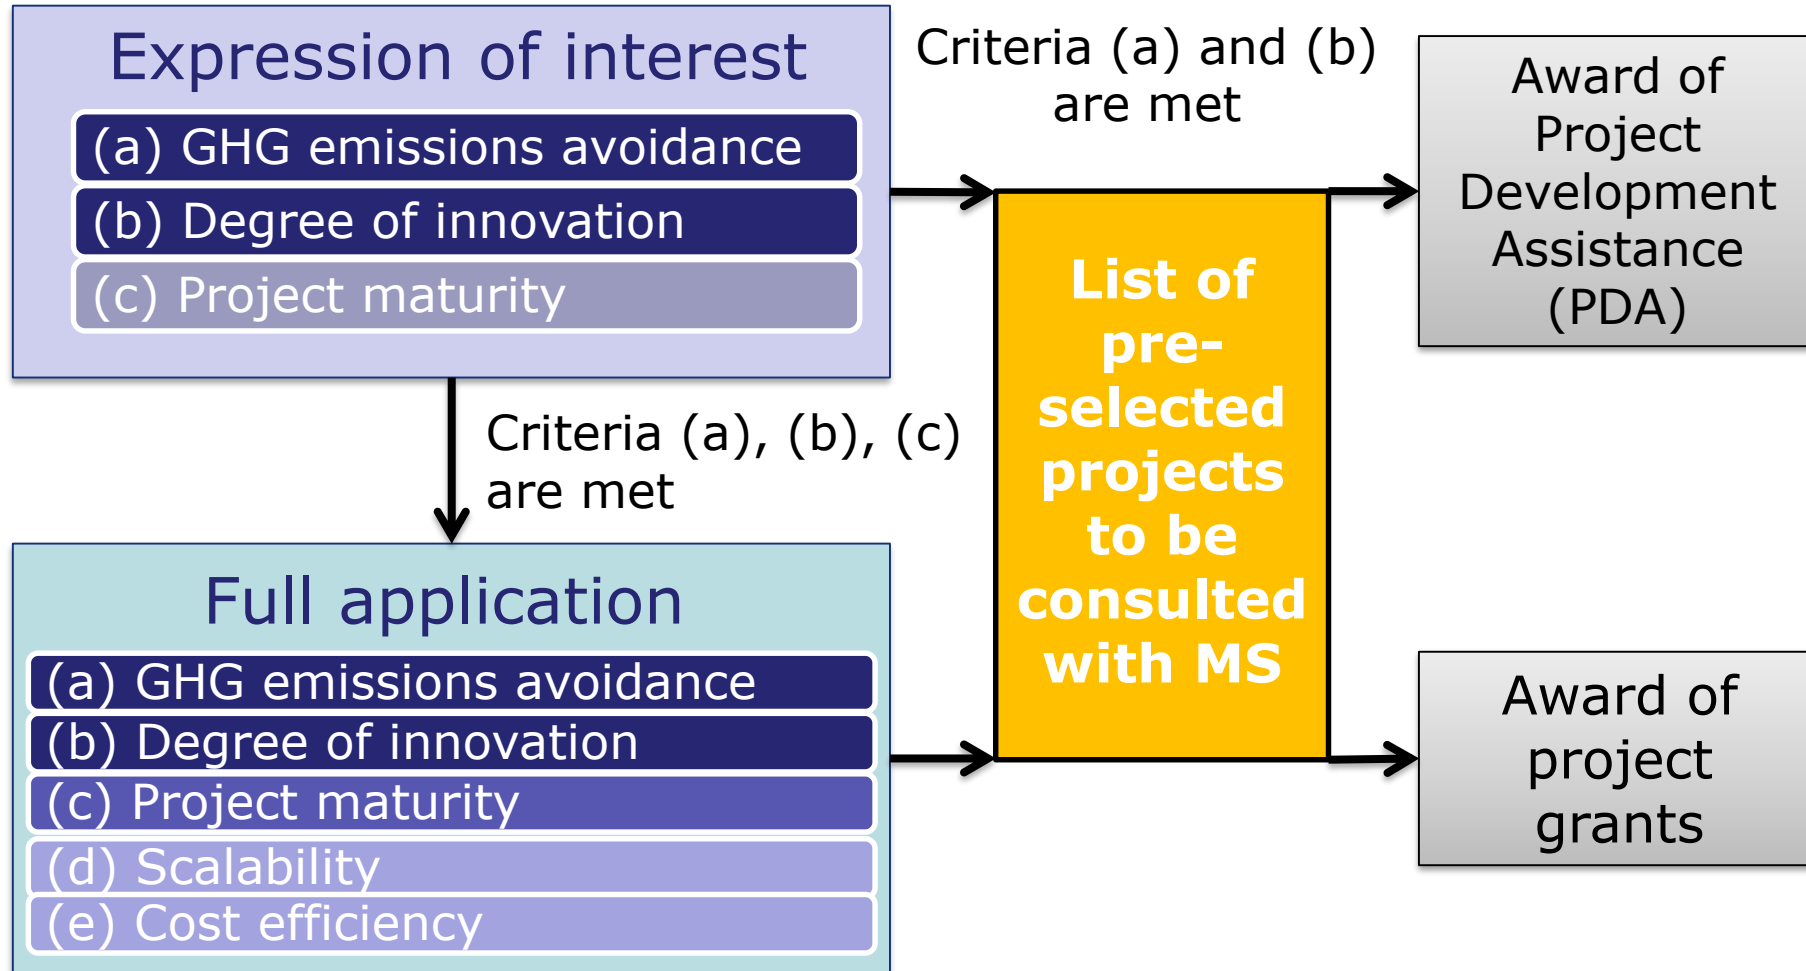 Expression of interest
(a) GHG emissions avoidance
(b) Degree of innovation
(c) Project maturity
Criteria (a) and (b)
are met
Award of
Project
Development
Assistance
(PDA)
List of
pre-
selected
projects
to be
consulted
with MS
Criteria (a), (b), (c)
are met
Full application
(a) GHG emissions avoidance
(b) Degree of innovation
(c) Project maturity
(d) Scalability
(e) Cost efficiency
Award of
project
grants